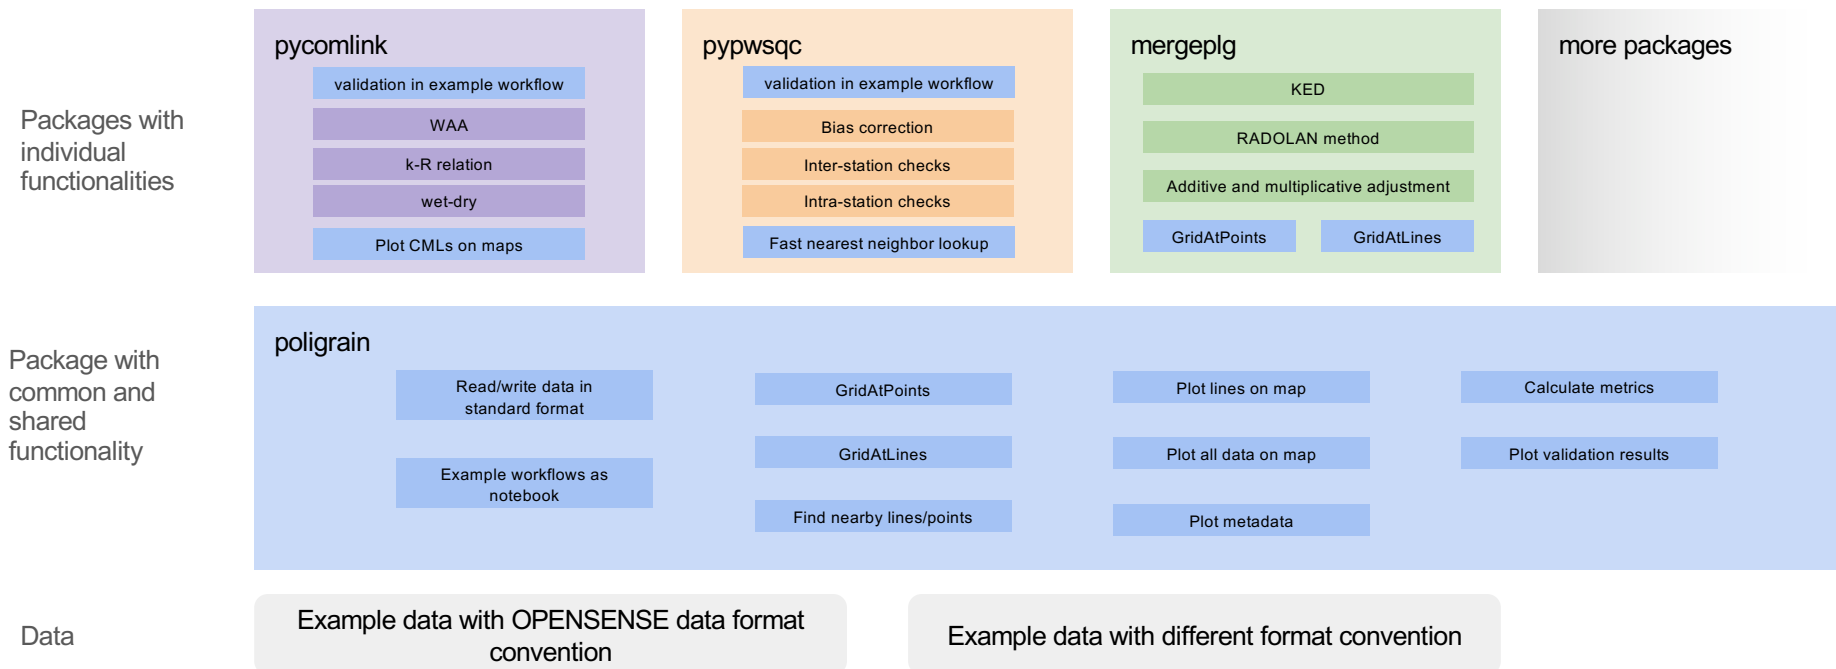 Packages with
individual
functionalities
pycomlink
validation in example workflow
WAA
k-R relation
wet-dry
Plot CMLs on maps
pypwsqc
validation in example workflow
Bias correction
Inter-station checks
Intra-station checks
Fast nearest neighbor lookup
mergeplg
KED
RADOLAN method
Additive and multiplicative adjustment
GridAtPoints
GridAtLines
more packages
Package with
common and
shared
functionality
poligrain
Read/write data in
standard format
Example workflows as
notebook
GridAtPoints
GridAtLines
Find nearby lines/points
Plot lines on map
Plot all data on map
Plot metadata
Calculate metrics
Plot validation results
Data
Example data with OPENSENSE data format
convention
Example data with different format convention